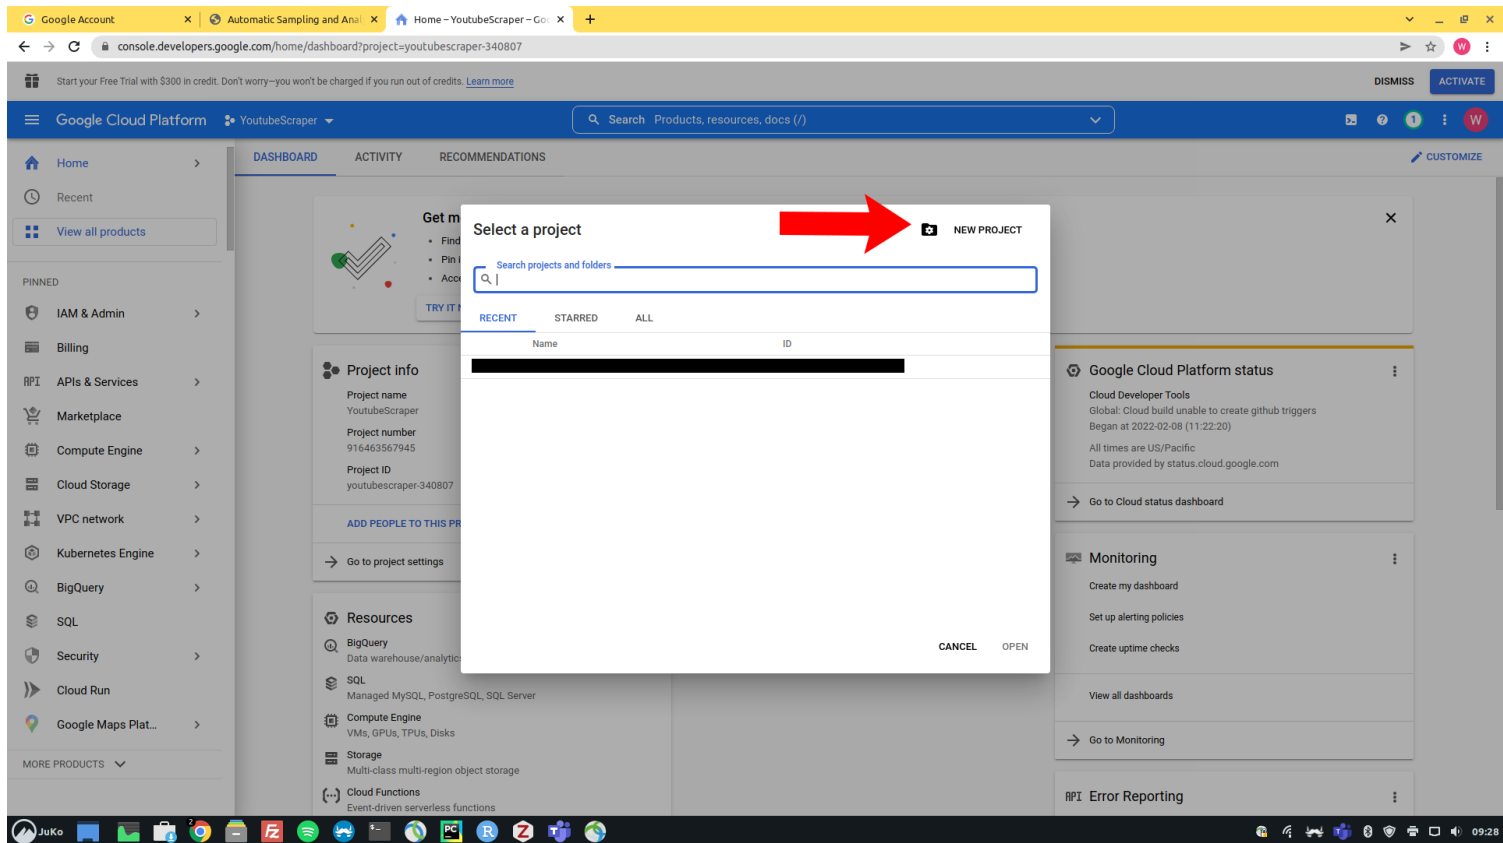 Google Account
Automatic Sampling and Anal
Home – YoutubeScraper – Goo
console.developers.google.com/home/dashboard?project=youtubescraper-340807
W
Start your Free Trial with $300 in credit. Don't worry—you won't be charged if you run out of credits. Learn more
DISMISS
ACTIVATE
Google Cloud Platform
YoutubeScraper
Search Products, resources, docs (/)
1
W
Home
Recent
View all products
PINNED
IAM & Admin
Billing
API APIs & Services
Marketplace
Compute Engine
Cloud Storage
VPC network
Kubernetes Engine
BigQuery
SQL
Security
Cloud Run
Google Maps Plat...
MORE PRODUCTS
DASHBOARD
ACTIVITY
RECOMMENDATIONS
CUSTOMIZE
Get m
Find
Pin i
Acce
TRY IT N
Select a project
NEW PROJECT
Search projects and folders
RECENT
STARRED
ALL
Name
ID
CANCEL
OPEN
Project info
Project name
YoutubeScraper
Project number
916463567945
Project ID
youtubescraper-340807
ADD PEOPLE TO THIS PR
Go to project settings
Resources
BigQuery
Data warehouse/analytics
SQL
Managed MySQL, PostgreSQL, SQL Server
Compute Engine
VMs, GPUs, TPUs, Disks
Storage
Multi-class multi-region object storage
Cloud Functions
Event-driven serverless functions
Google Cloud Platform status
Cloud Developer Tools
Global: Cloud build unable to create github triggers
Began at 2022-02-08 (11:22:20)
All times are US/Pacific
Data provided by status.cloud.google.com
Go to Cloud status dashboard
Monitoring
Create my dashboard
Set up alerting policies
Create uptime checks
View all dashboards
Go to Monitoring
API Error Reporting
JuKo
2
FZ
PC
R
Z
09:28